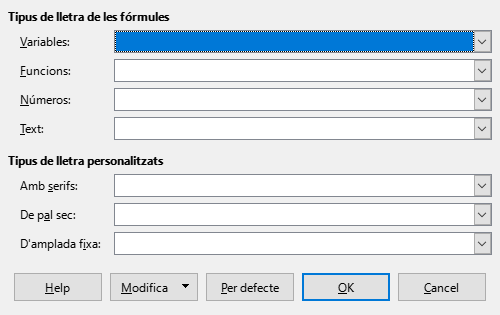 Tipus de lletra de les fórmules
Variables:
Funcions:
Números:
Text:
Tipus de lletra personalitzats
Amb serifs:
De pal sec:
D'amplada fixa:
Help Modifica Per defecte OK Cancel